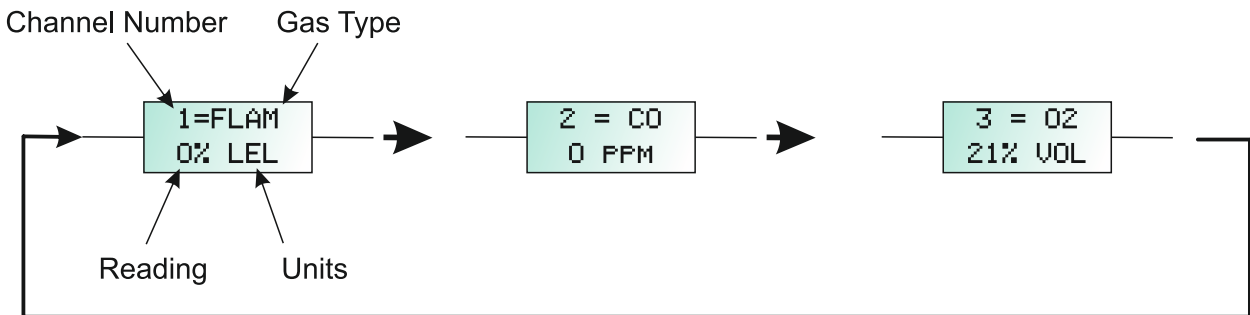 Channel Number Gas Type
1=FLAM
0% LEL
Reading Units
2 = CO
0 PPM
3 = O2
21% VOL